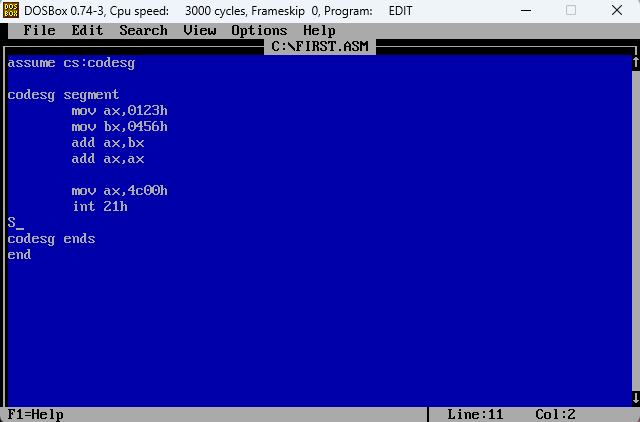 DOSBox 0.74-3, Cpu speed: 3000 cycles, Frameskip 0, Program: EDIT
File Edit Search View Options Help
C:\FIRST.ASM
assume cs:codesg
codesg segment
mov ax,0123h
mov bx,0456h
add ax,bx
add ax,ax
mov ax,4c00h
int 21h
S_
codesg ends
end
F1=Help Line:11 Col:2